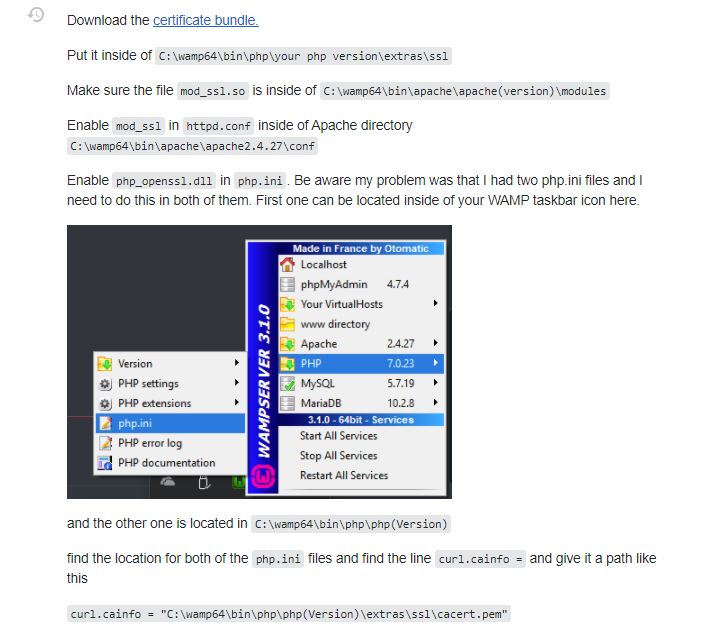 Download the certificate bundle.
Put it inside of C:\wamp64\bin\php\your php version\extras\ssl
Make sure the file mod_ssl.so is inside of C:\wamp64\bin\apache\apache(version)\modules
Enable mod_ssl in httpd.conf inside of Apache directory
C:\wamp64\bin\apache\apache2.4.27\conf
Enable php_openssl.dll in php.ini. Be aware my problem was that I had two php.ini files and I
need to do this in both of them. First one can be located inside of your WAMP taskbar icon here.
Made in France by Otomatic
Localhost
phpMyAdmin 4.7.4
Your VirtualHosts
www directory
Apache 2.4.27
PHP 7.0.23
MySQL 5.7.19
MariaDB 10.2.8
3.1.0 - 64bit - Services
Start All Services
Stop All Services
Restart All Services
WAMPSERVER 3.1.0
Version
PHP settings
PHP extensions
php.ini
PHP error log
PHP documentation
and the other one is located in C:\wamp64\bin\php\php(Version)
find the location for both of the php.ini files and find the line curl.cainfo = and give it a path like
this
curl.cainfo = "C:\wamp64\bin\php\php(Version)\extras\ssl\cacert.pem"